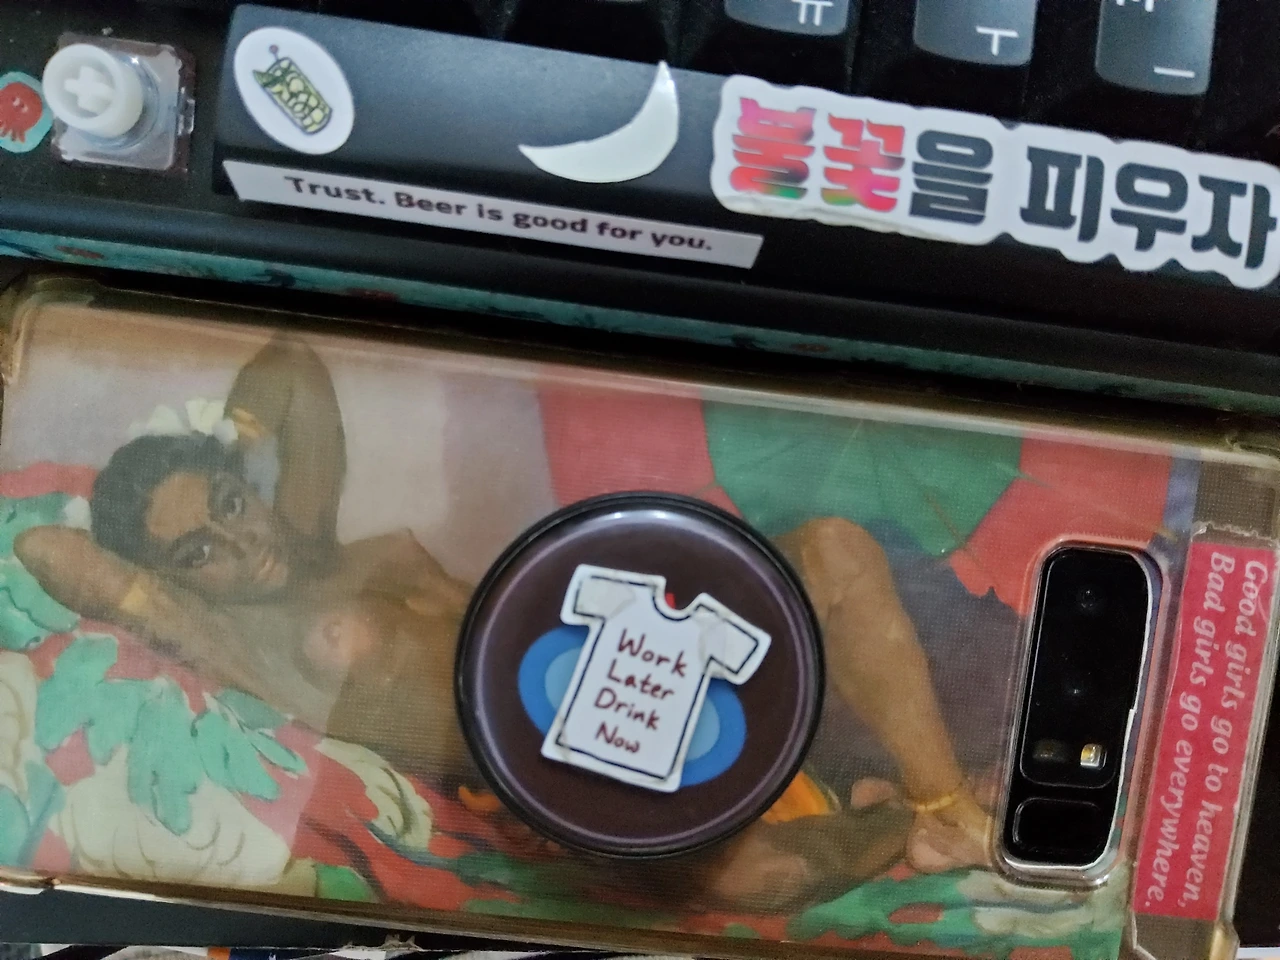 ㅠ
ㅜ
ㅡ
불꽃을 피우자
Trust. Beer is good for you.
Work
Later
Drink
Now
Good girls go to heaven,
Bad girls go everywhere.